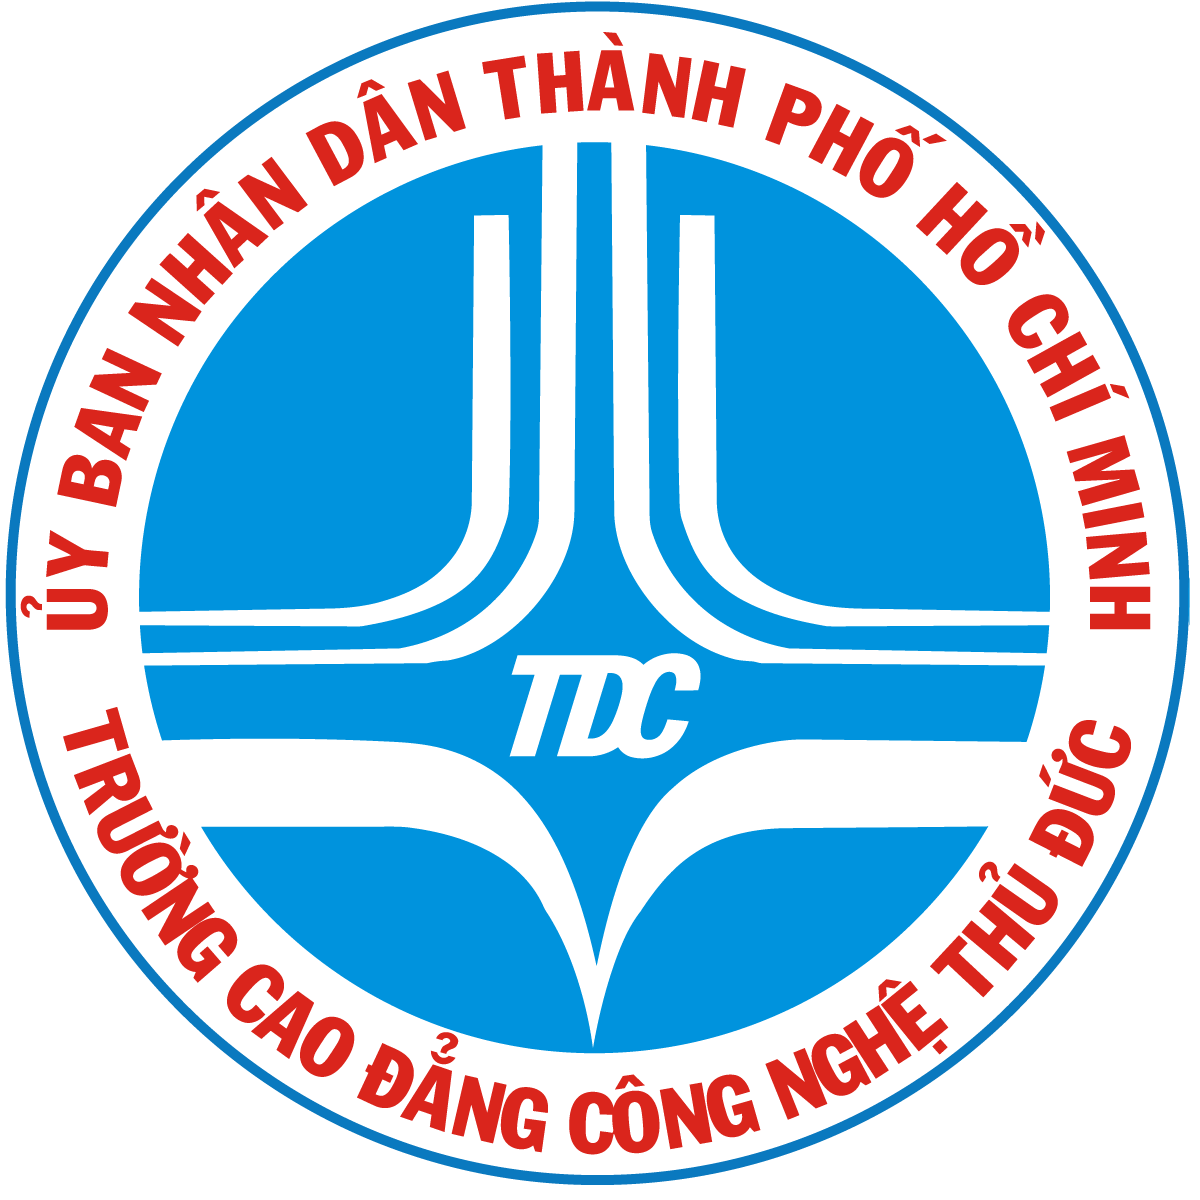 ỦY BAN NHÂN DÂN THÀNH PHỐ HỒ CHÍ MINH
TDC
TRƯỜNG CAO ĐẲNG CÔNG NGHỆ THỦ ĐỨC